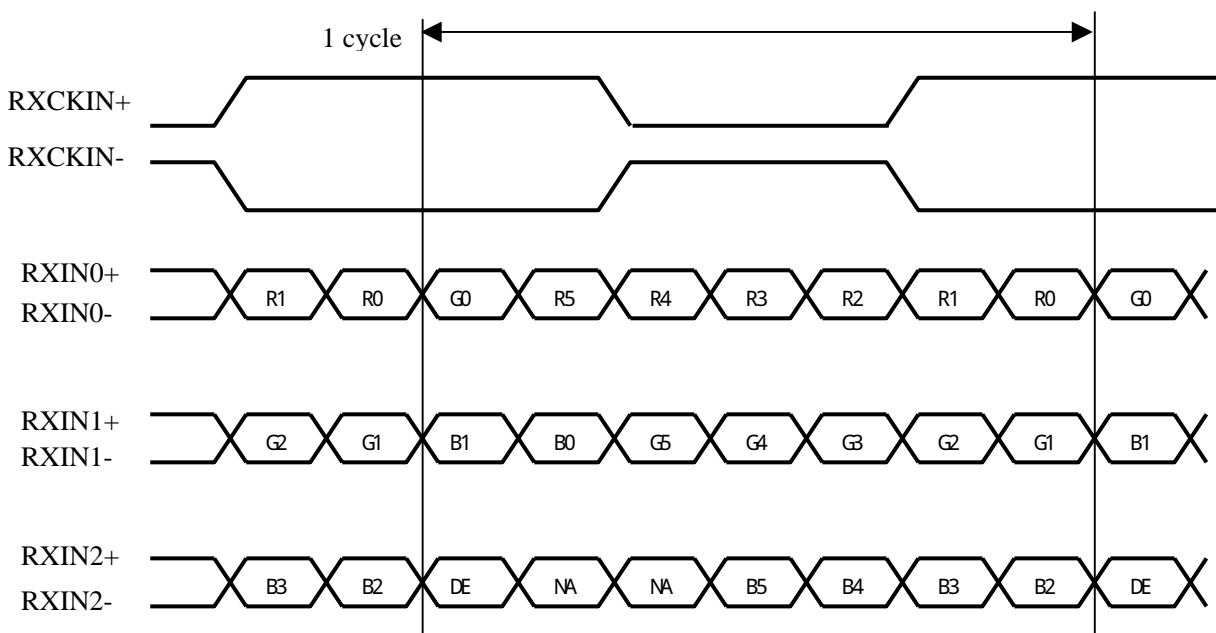 1 cycle
RXCKIN+
RXCKIN-
RXIN0+
RXIN0-
R1 R0 G0 R5 R4 R3 R2 R1 R0 G0
RXIN1+
RXIN1-
G2 G1 B1 B0 G5 G4 G3 G2 G1 B1
RXIN2+
RXIN2-
B3 B2 DE NA NA B5 B4 B3 B2 DE